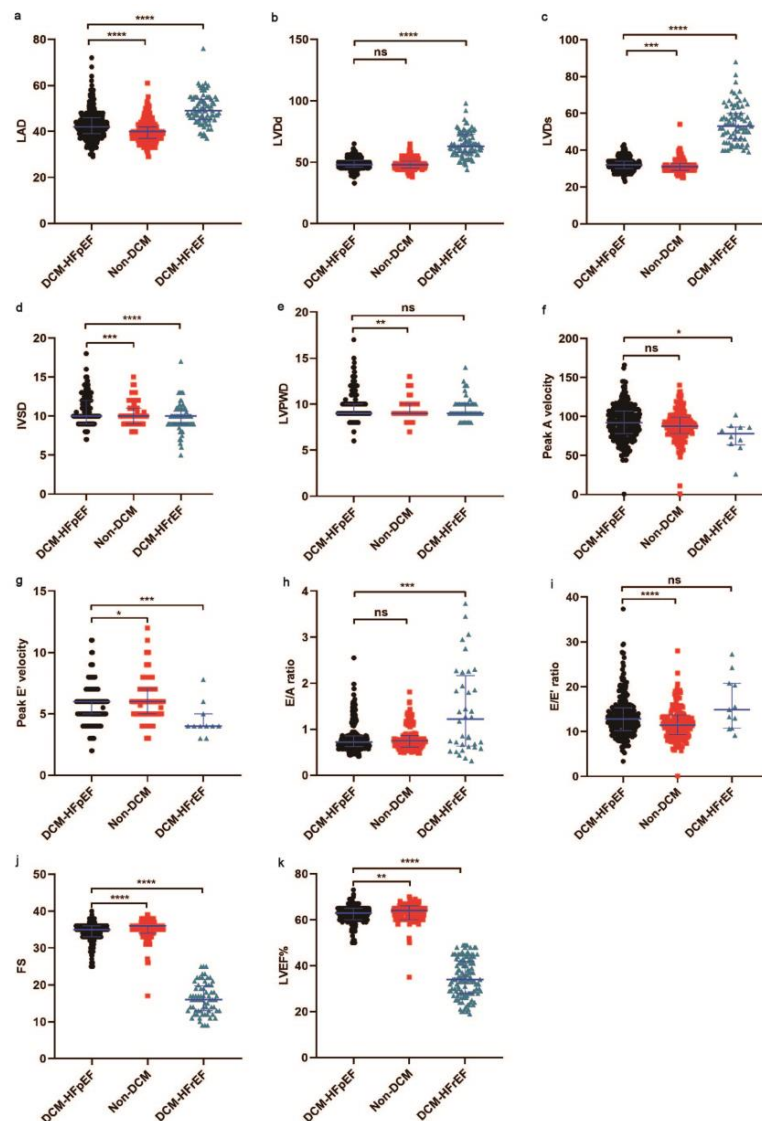 a
****
****
80
60
40
20
0
LAD
DCM-HFpEF
Non-DCM
DCM-HFrEF
b
****
ns
150
100
50
0
LVDd
DCM-HFpEF
Non-DCM
DCM-HFrEF
c
****
***
100
80
60
40
20
0
LVDs
DCM-HFpEF
Non-DCM
DCM-HFrEF
d
****
***
20
15
10
5
0
IVSD
DCM-HFpEF
Non-DCM
DCM-HFrEF
e
ns
**
20
15
10
5
0
LVPWD
DCM-HFpEF
Non-DCM
DCM-HFrEF
f
*
ns
200
150
100
50
0
Peak A velocity
DCM-HFpEF
Non-DCM
DCM-HFrEF
g
***
*
15
10
5
0
Peak E' velocity
DCM-HFpEF
Non-DCM
DCM-HFrEF
h
***
ns
4
3
2
1
0
E/A ratio
DCM-HFpEF
Non-DCM
DCM-HFrEF
i
ns
****
40
30
20
10
0
E/E' ratio
DCM-HFpEF
Non-DCM
DCM-HFrEF
j
****
****
50
40
30
20
10
0
FS
DCM-HFpEF
Non-DCM
DCM-HFrEF
k
****
**
80
60
40
20
0
LVEF%
DCM-HFpEF
Non-DCM
DCM-HFrEF